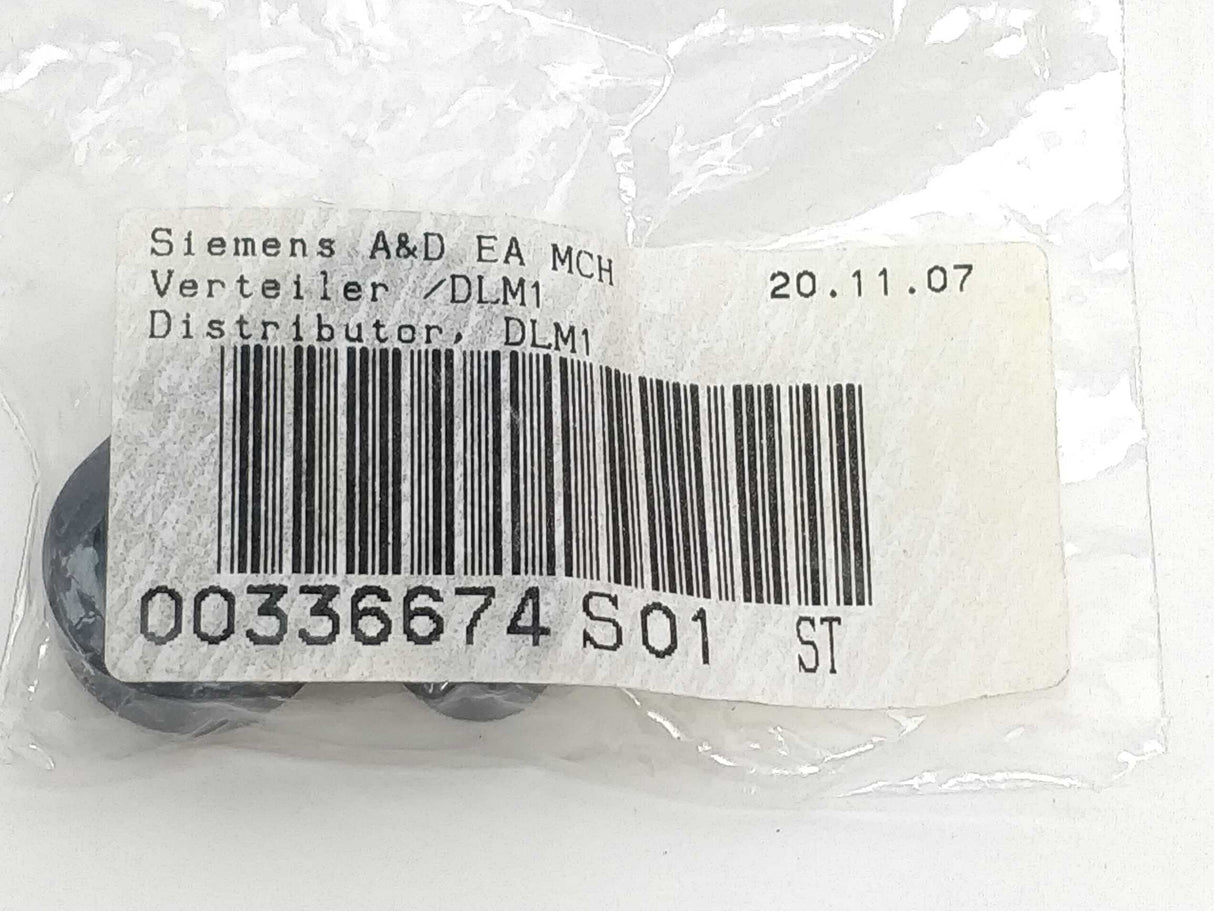 Siemens A&D EA MCH
20.11.07
Verteiler /DLM1
Distributor, DLM1
00336674 S01 ST